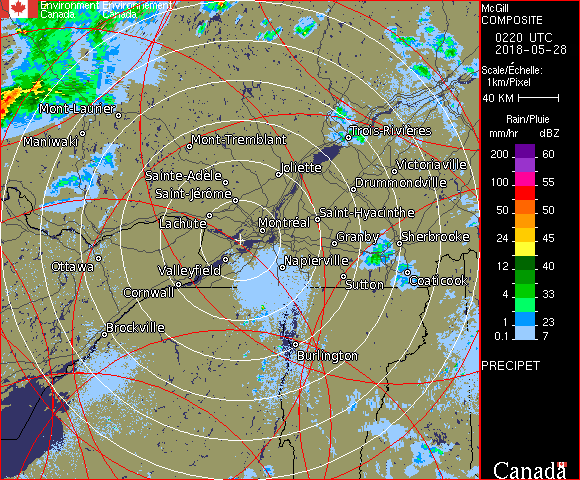 Environment Environnement
Canada Canada
McGill
COMPOSITE
0220 UTC
2018-05-28
Scale/Échelle:
1km/Pixel
40 KM
Rain/Pluie
mm/hr dBZ
200 60
100 55
50 50
24 45
12 40
4 33
1 23
0.1 7
PRECIPET
Canada
Mont-Laurier
Maniwaki
Mont-Tremblant
Trois-Rivières
Sainte-Adèle
Joliette
Victoriaville
Saint-Jérôme
Drummondville
Lachute
Montréal
Saint-Hyacinthe
Granby
Sherbrooke
Ottawa
Valleyfield
Napierville
Cornwall
Sutton
Coaticook
Brockville
Burlington